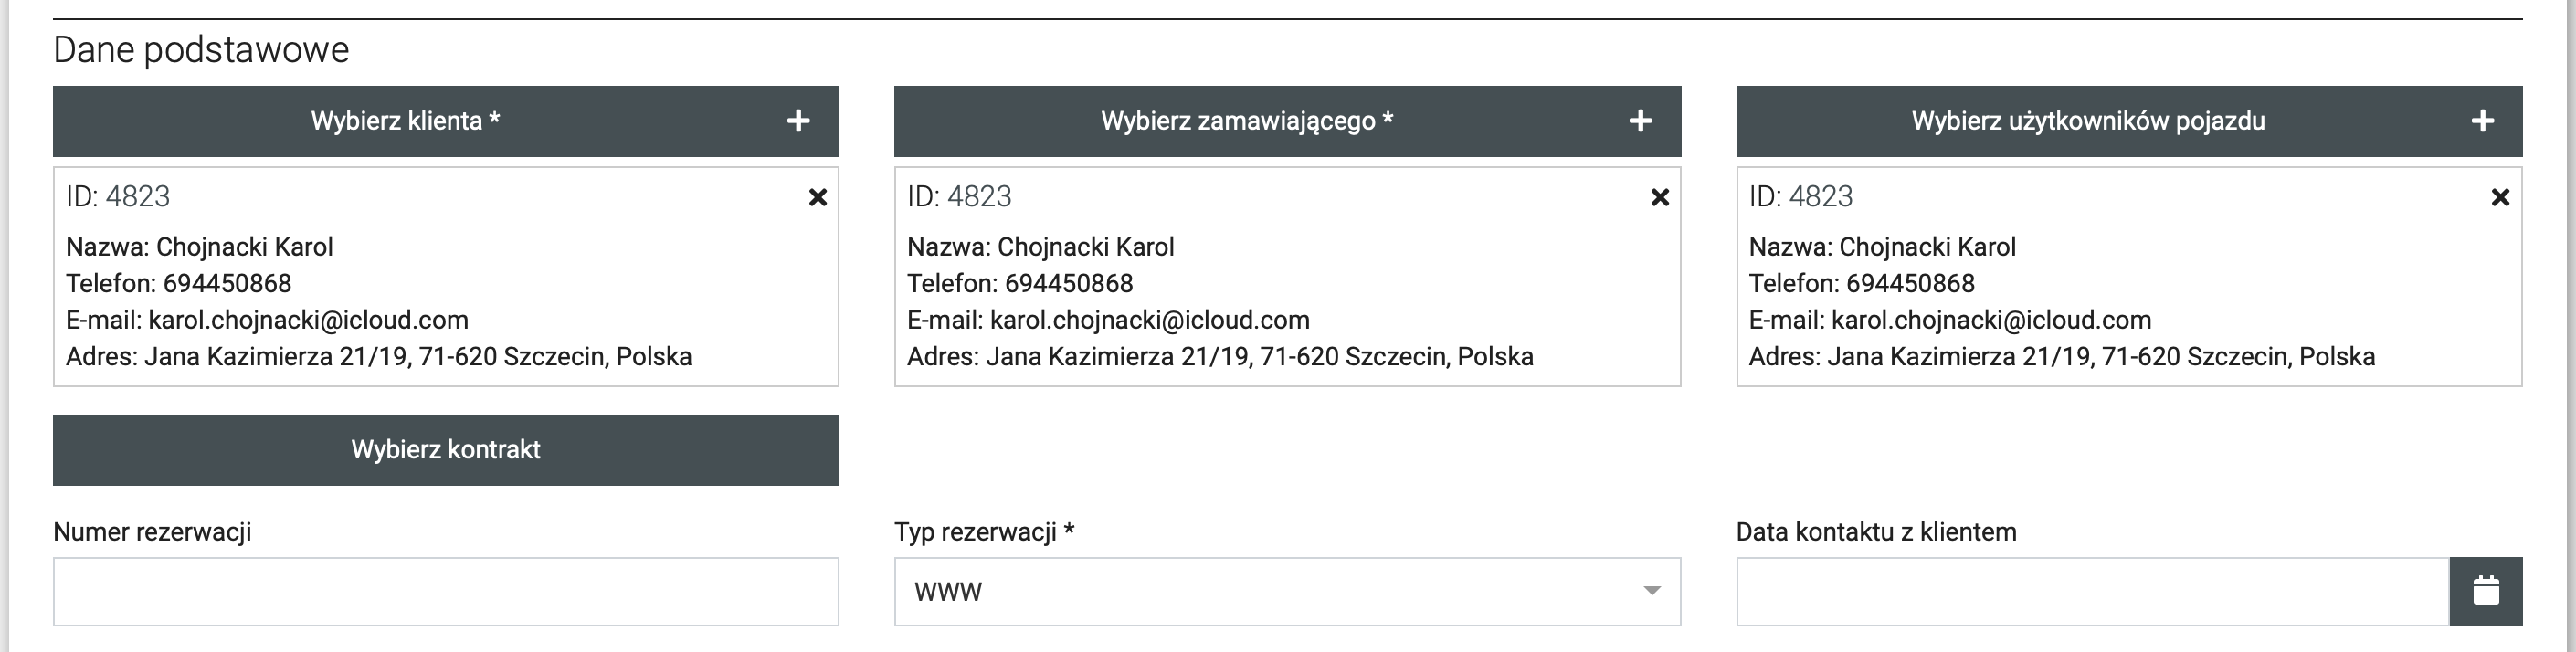 Dane podstawowe
Wybierz klienta *
ID: 4823
Nazwa: Chojnacki Karol
Telefon: 694450868
E-mail: karol.chojnacki@icloud.com
Adres: Jana Kazimierza 21/19, 71-620 Szczecin, Polska
Wybierz zamawiającego *
ID: 4823
Nazwa: Chojnacki Karol
Telefon: 694450868
E-mail: karol.chojnacki@icloud.com
Adres: Jana Kazimierza 21/19, 71-620 Szczecin, Polska
Wybierz użytkowników pojazdu
ID: 4823
Nazwa: Chojnacki Karol
Telefon: 694450868
E-mail: karol.chojnacki@icloud.com
Adres: Jana Kazimierza 21/19, 71-620 Szczecin, Polska
Wybierz kontrakt
Numer rezerwacji
Typ rezerwacji *
WWW
Data kontaktu z klientem